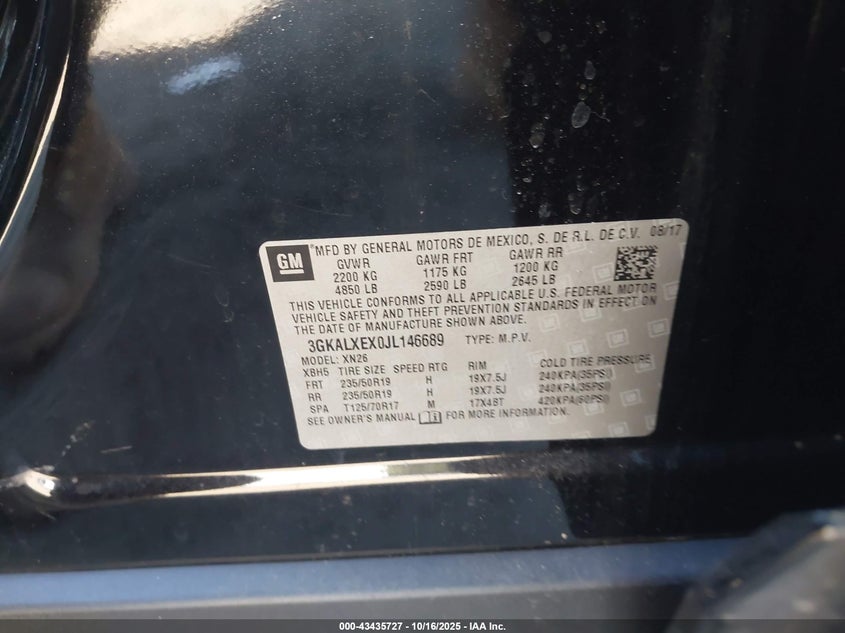 GM
®MFD BY GENERAL MOTORS DE MEXICO, S. DE R.L. DE C.V. 08/17
GVWR GAWR FRT GAWR RR
2200 KG 1175 KG 1200 KG
4850 LB 2590 LB 2645 LB
THIS VEHICLE CONFORMS TO ALL APPLICABLE U.S. FEDERAL MOTOR
VEHICLE SAFETY AND THEFT PREVENTION STANDARDS IN EFFECT ON
THE DATE OF MANUFACTURE SHOWN ABOVE.
3GKALXEX0JL146689 TYPE: M.P.V.
MODEL: XN26
XBH5 TIRE SIZE SPEED RTG RIM COLD TIRE PRESSURE
FRT 235/50R19 H 19X7.5J 240KPA(35PSI)
RR 235/50R19 H 19X7.5J 240KPA(35PSI)
SPA T125/70R17 M 17X4BT 420KPA(60PSI)
SEE OWNER'S MANUAL FOR MORE INFORMATION.
000-43435727 - 10/16/2025 - IAA Inc.